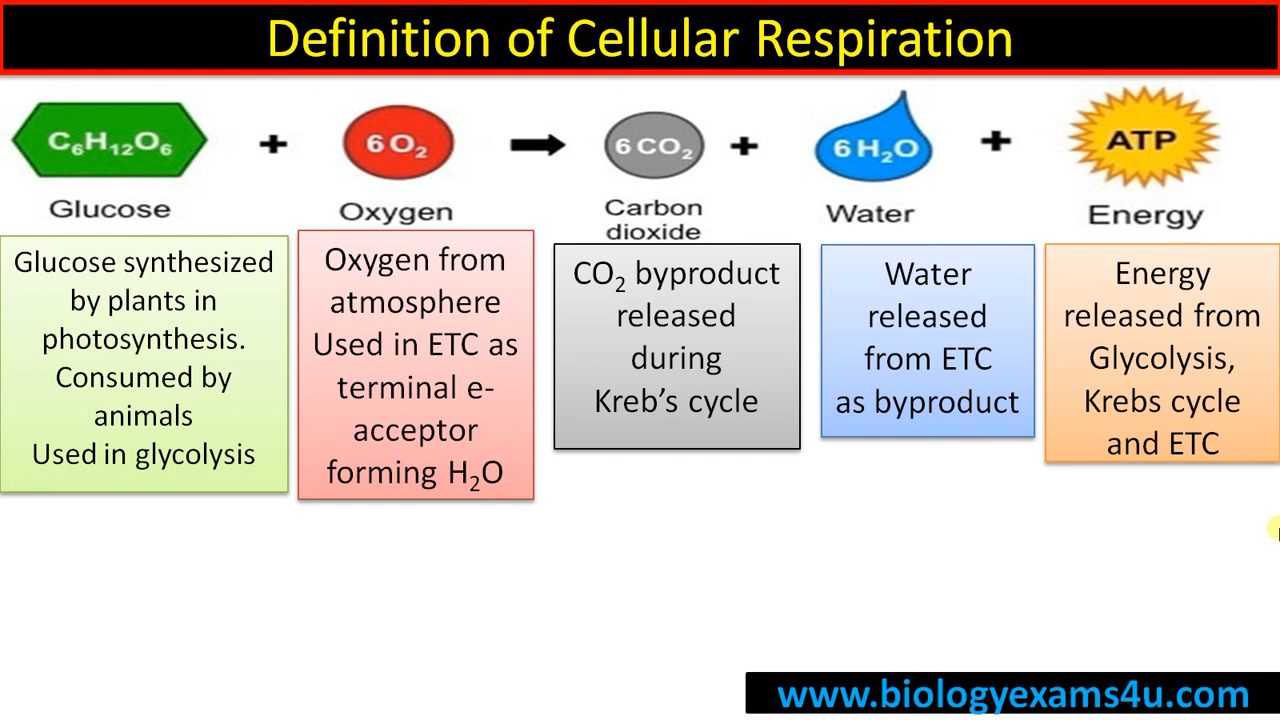 Definition of Cellular Respiration
C₆H₁₂O₆ + 6 O₂ → 6 CO₂ + 6 H₂O + ATP
Glucose
Oxygen
Carbon
dioxide
Water
Energy
Glucose synthesized
by plants in
photosynthesis.
Consumed by
animals
Used in glycolysis
Oxygen from
atmosphere
Used in ETC as
terminal e-
acceptor
forming H₂O
CO₂ byproduct
released
during
Kreb’s cycle
Water
released
from ETC
as byproduct
Energy
released from
Glycolysis,
Krebs cycle
and ETC
www.biologyexams4u.com